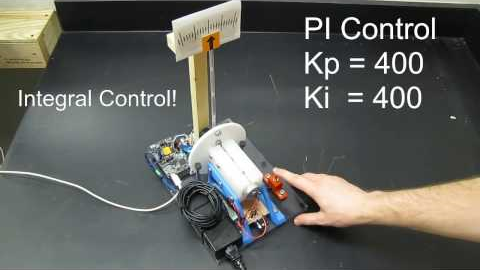 PI Control
Kp = 400
Integral Control!
Ki  = 400